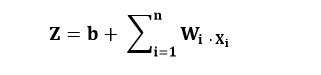 Z = b + ∑ⁿᵢ₌₁ Wᵢ · Xᵢ